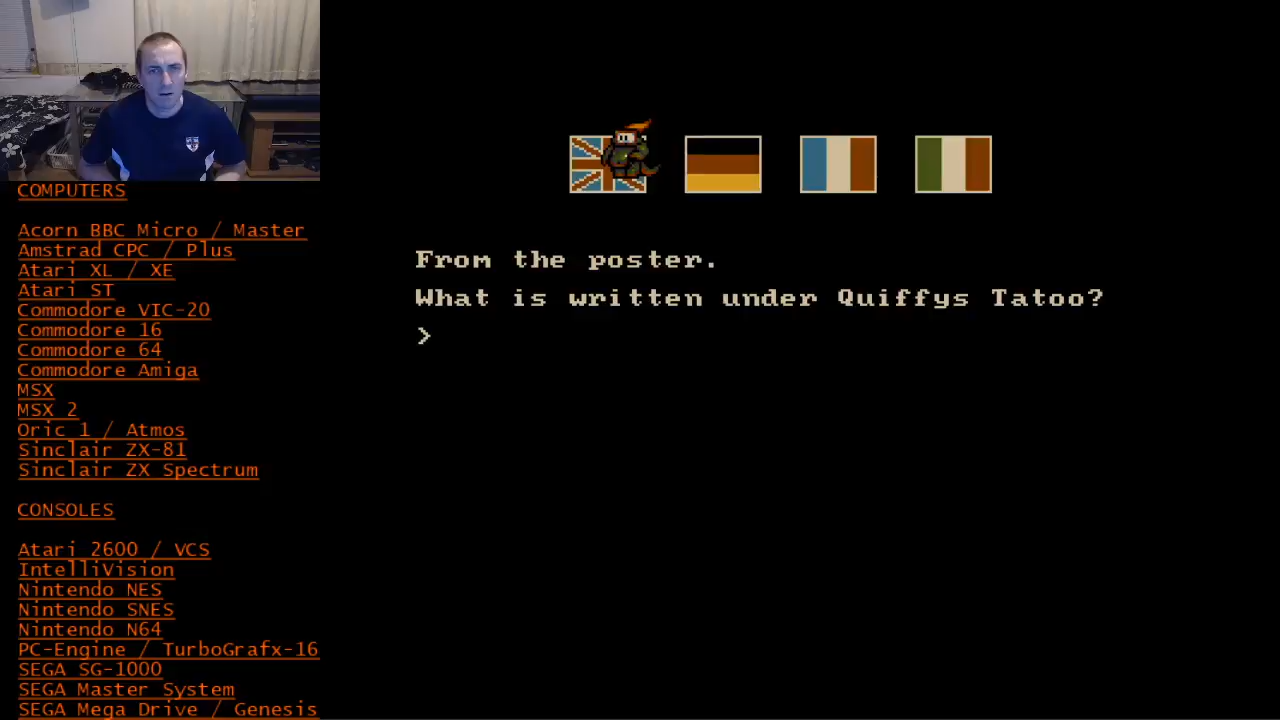 COMPUTERS
Acorn BBC Micro / Master
Amstrad CPC / Plus
Atari XL / XE
Atari ST
Commodore VIC-20
Commodore 16
Commodore 64
Commodore Amiga
MSX
MSX 2
Oric 1 / Atmos
Sinclair ZX-81
Sinclair ZX Spectrum
CONSOLES
Atari 2600 / VCS
IntelliVision
Nintendo NES
Nintendo SNES
Nintendo N64
PC-Engine / TurboGrafx-16
SEGA SG-1000
SEGA Master System
SEGA Mega Drive / Genesis
From the poster.
What is written under Quiffys Tatoo?
>